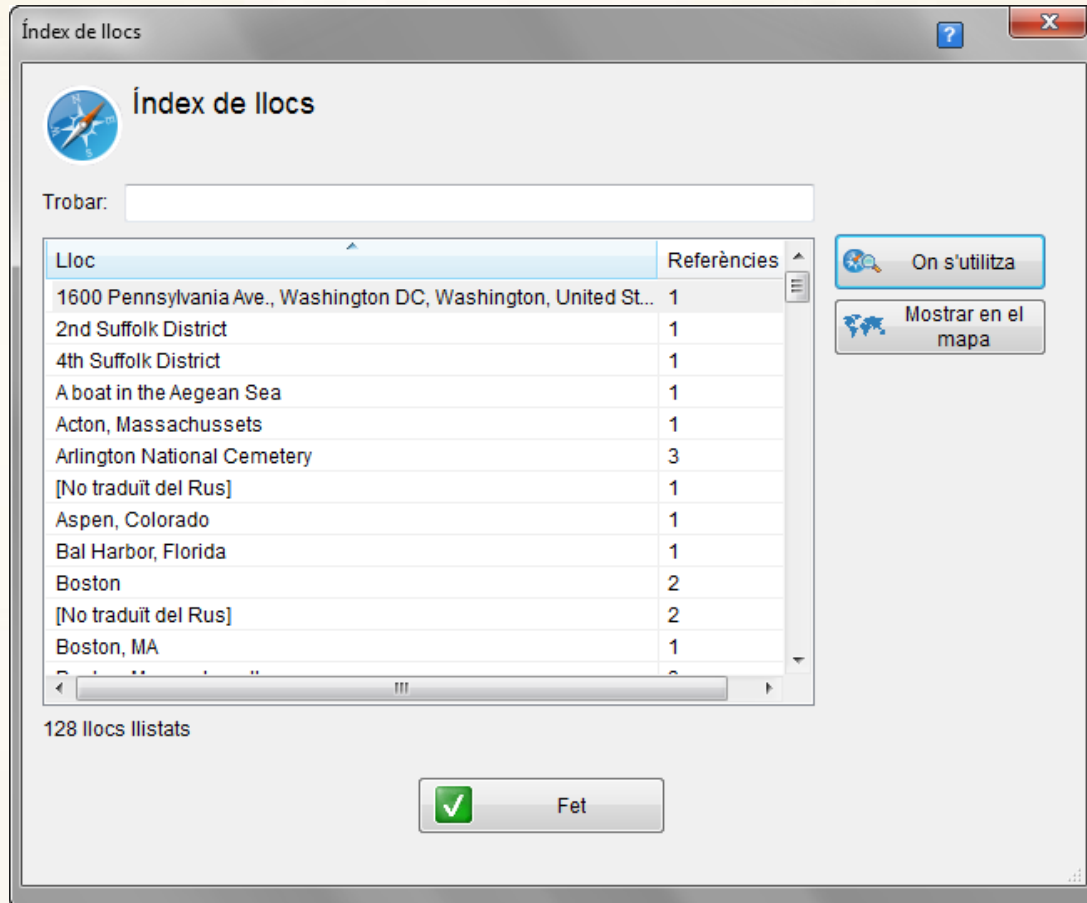 Índex de llocs
?
Índex de llocs
Trobar:
Lloc Referències
1600 Pennsylvania Ave., Washington DC, Washington, United St... 1
2nd Suffolk District 1
4th Suffolk District 1
A boat in the Aegean Sea 1
Acton, Massachussets 1
Arlington National Cemetery 3
[No traduït del Rus] 1
Aspen, Colorado 1
Bal Harbor, Florida 1
Boston 2
[No traduït del Rus] 2
Boston, MA 1
On s'utilitza
Mostrar en el
mapa
128 llocs llistats
Fet